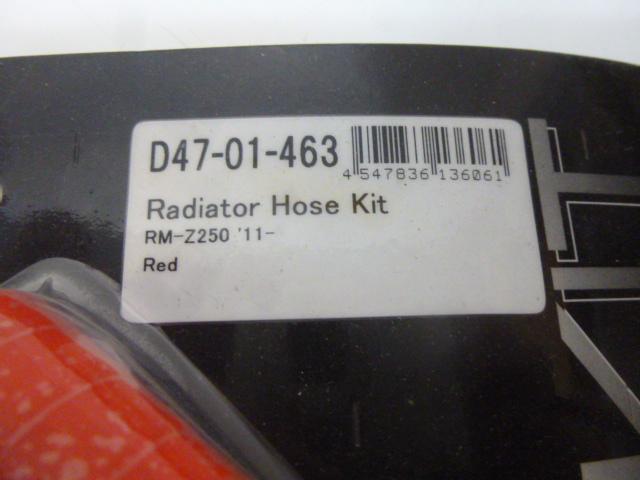 D47-01-463
4 547836 136061
Radiator Hose Kit
RM-Z250 '11-
Red